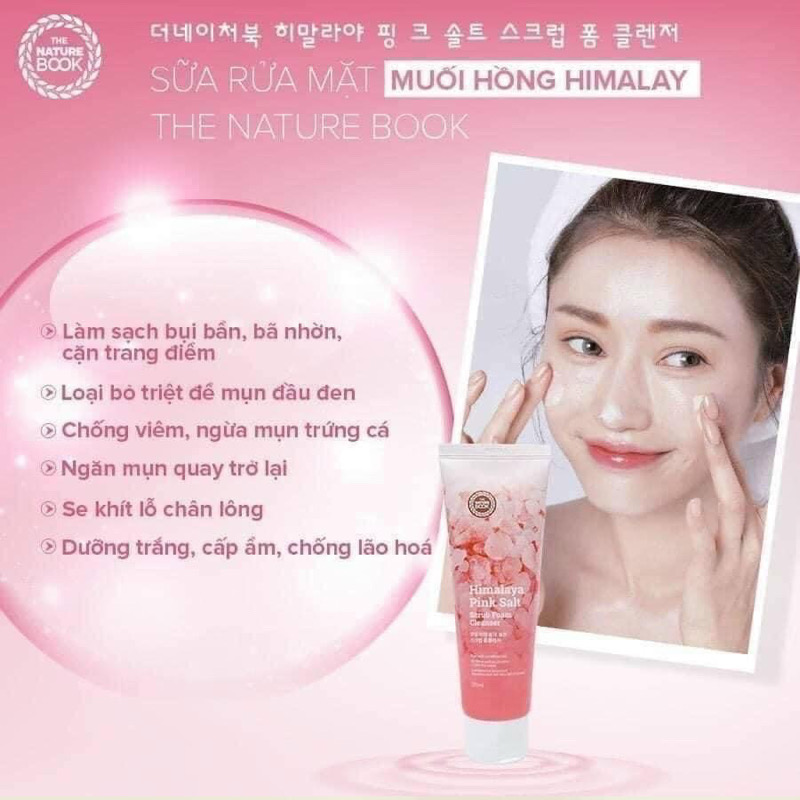 THE
NATURE
BOOK
더네이처북 히말라야 핑 크 솔트 스크럽 폼 클렌저
SỮA RỬA MẶT MUỐI HỒNG HIMALAY
THE NATURE BOOK
Làm sạch bụi bẩn, bã nhờn,
cặn trang điểm
Loại bỏ triệt để mụn đầu đen
Chống viêm, ngừa mụn trứng cá
Ngăn mụn quay trở lại
Se khít lỗ chân lông
Dưỡng trắng, cấp ẩm, chống lão hoá
BOOK
Himalaya
Pink Salt
Scrub Foam
Cleanser